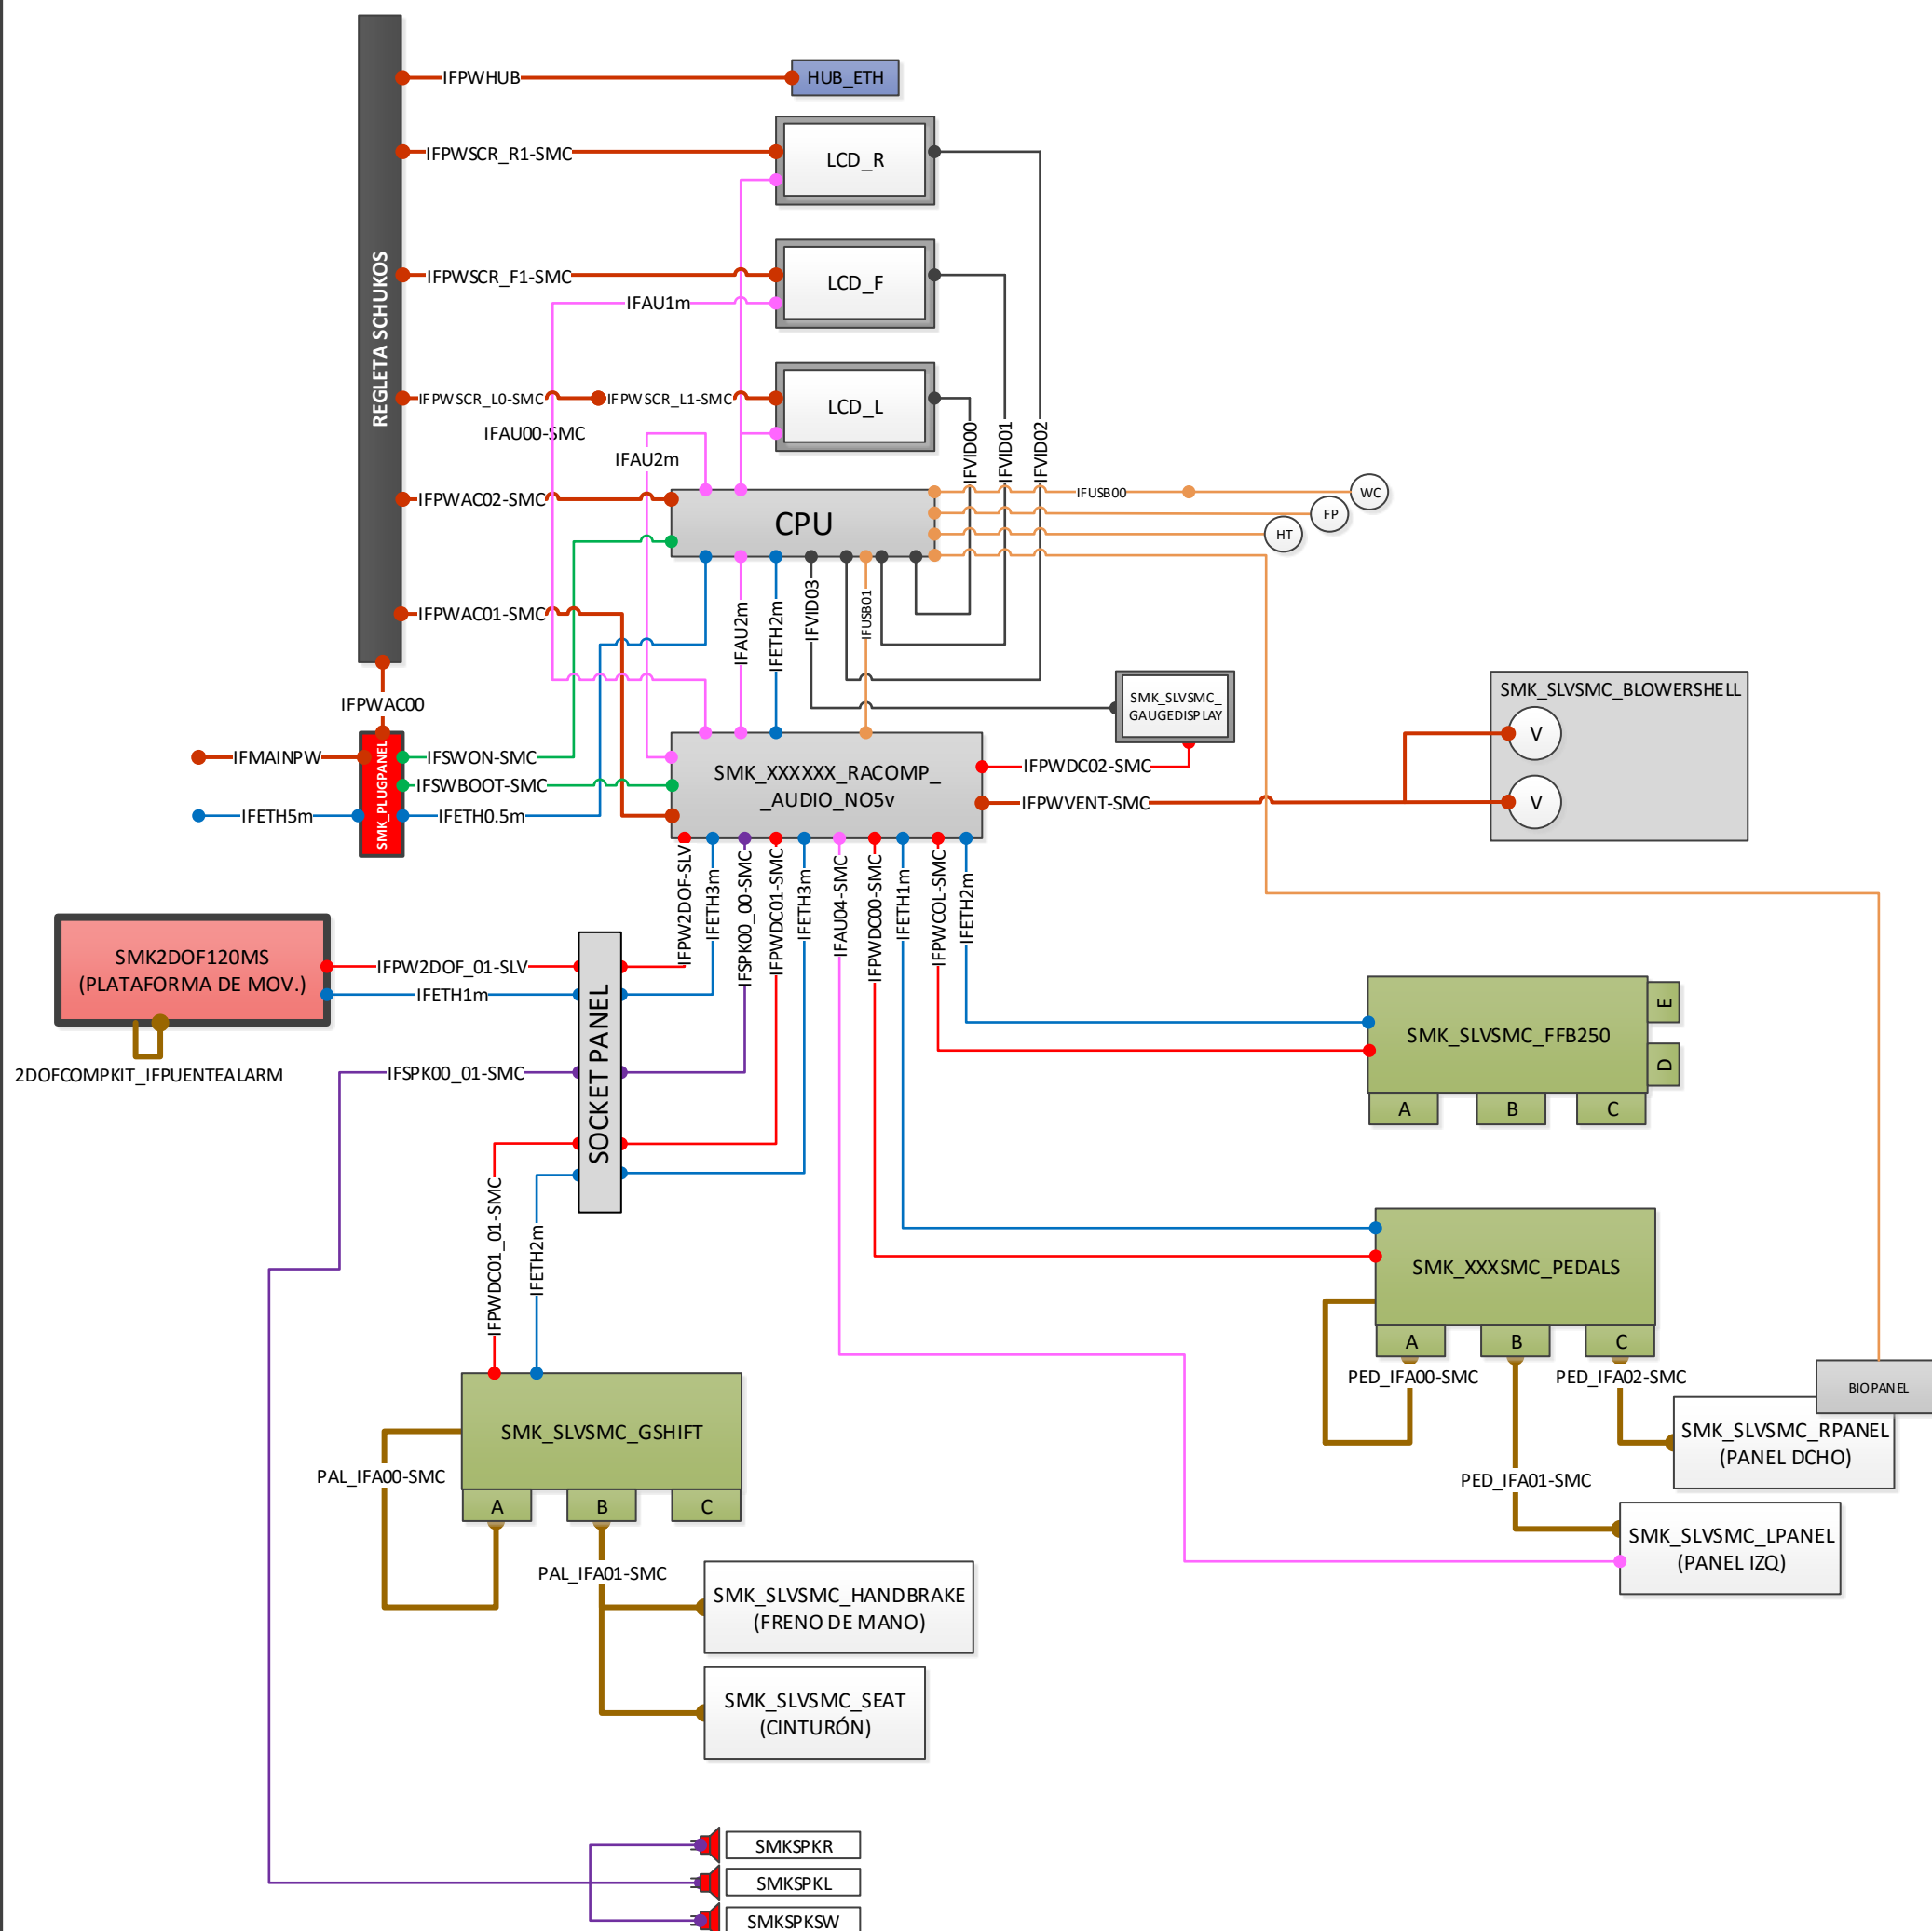 IFPWHUB
HUB_ETH
IFPWSCR_R1-SMC
LCD_R
REGLETA SCHUKOS
IFPWSCR_F1-SMC
LCD_F
IFAU1m
IFPWSCR_L0-SMC
IFPWSCR_L1-SMC
LCD_L
IFAU00-SMC
IFAU2m
IFVID00
IFVID01
IFVID02
IFPWAC02-SMC
CPU
IFUSB00
WC
FP
HT
IFPWAC01-SMC
IFAU2m
IFETH2m
IFVID03
IFUSB01
IFPWAC00
SMK_SLVSMC_
GAUGEDISPLAY
SMK_SLVSMC_BLOWERSHELL
V
V
IFMAINPW
SMK_PLUGPANEL
IFSWON-SMC
IFSWBOOT-SMC
IFETH5m
IFETH0.5m
SMK_XXXXXX_RACOMP_
_AUDIO_NO5v
IFPWDC02-SMC
IFPWVENT-SMC
IFPW2DOF-SLV
IFETH3m
IFSPK00_00-SMC
IFPWDC01-SMC
IFETH3m
IFAU04-SMC
IFPWDC00-SMC
IFETH1m
IFPWCOL-SMC
IFETH2m
SMK2DOF120MS
(PLATAFORMA DE MOV.)
IFPW2DOF_01-SLV
IFETH1m
SOCKET PANEL
2DOFCOMPKIT_IFPUENTEALARM
IFSPK00_01-SMC
SMK_SLVSMC_FFB250
E
D
A
B
C
IFPWDC01_01-SMC
IFETH2m
SMK_XXXSMC_PEDALS
A
B
C
PED_IFA00-SMC
PED_IFA02-SMC
BIOPANEL
SMK_SLVSMC_RPANEL
(PANEL DCHO)
PED_IFA01-SMC
SMK_SLVSMC_LPANEL
(PANEL IZQ)
SMK_SLVSMC_GSHIFT
PAL_IFA00-SMC
A
B
C
PAL_IFA01-SMC
SMK_SLVSMC_HANDBRAKE
(FRENO DE MANO)
SMK_SLVSMC_SEAT
(CINTURÓN)
SMKSPKR
SMKSPKL
SMKSPKSW